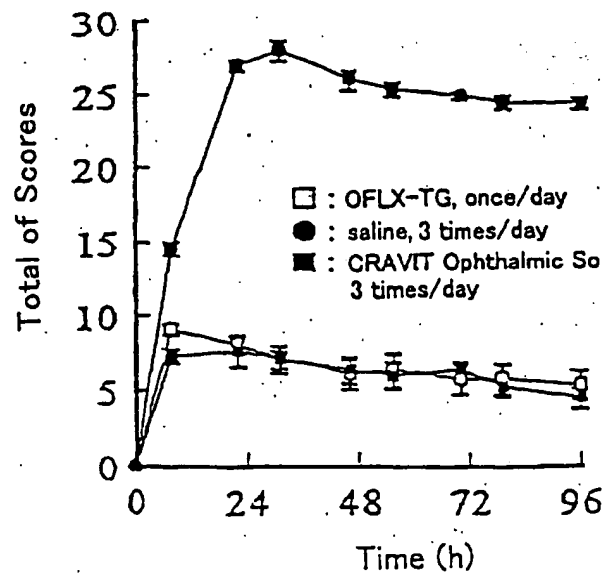 30
25
20
15
10
5
0
Total of Scores
□ : OFLX-TG, once/day
● : saline, 3 times/day
■ : CRAVIT Ophthalmic So
3 times/day
0 24 48 72 96
Time (h)